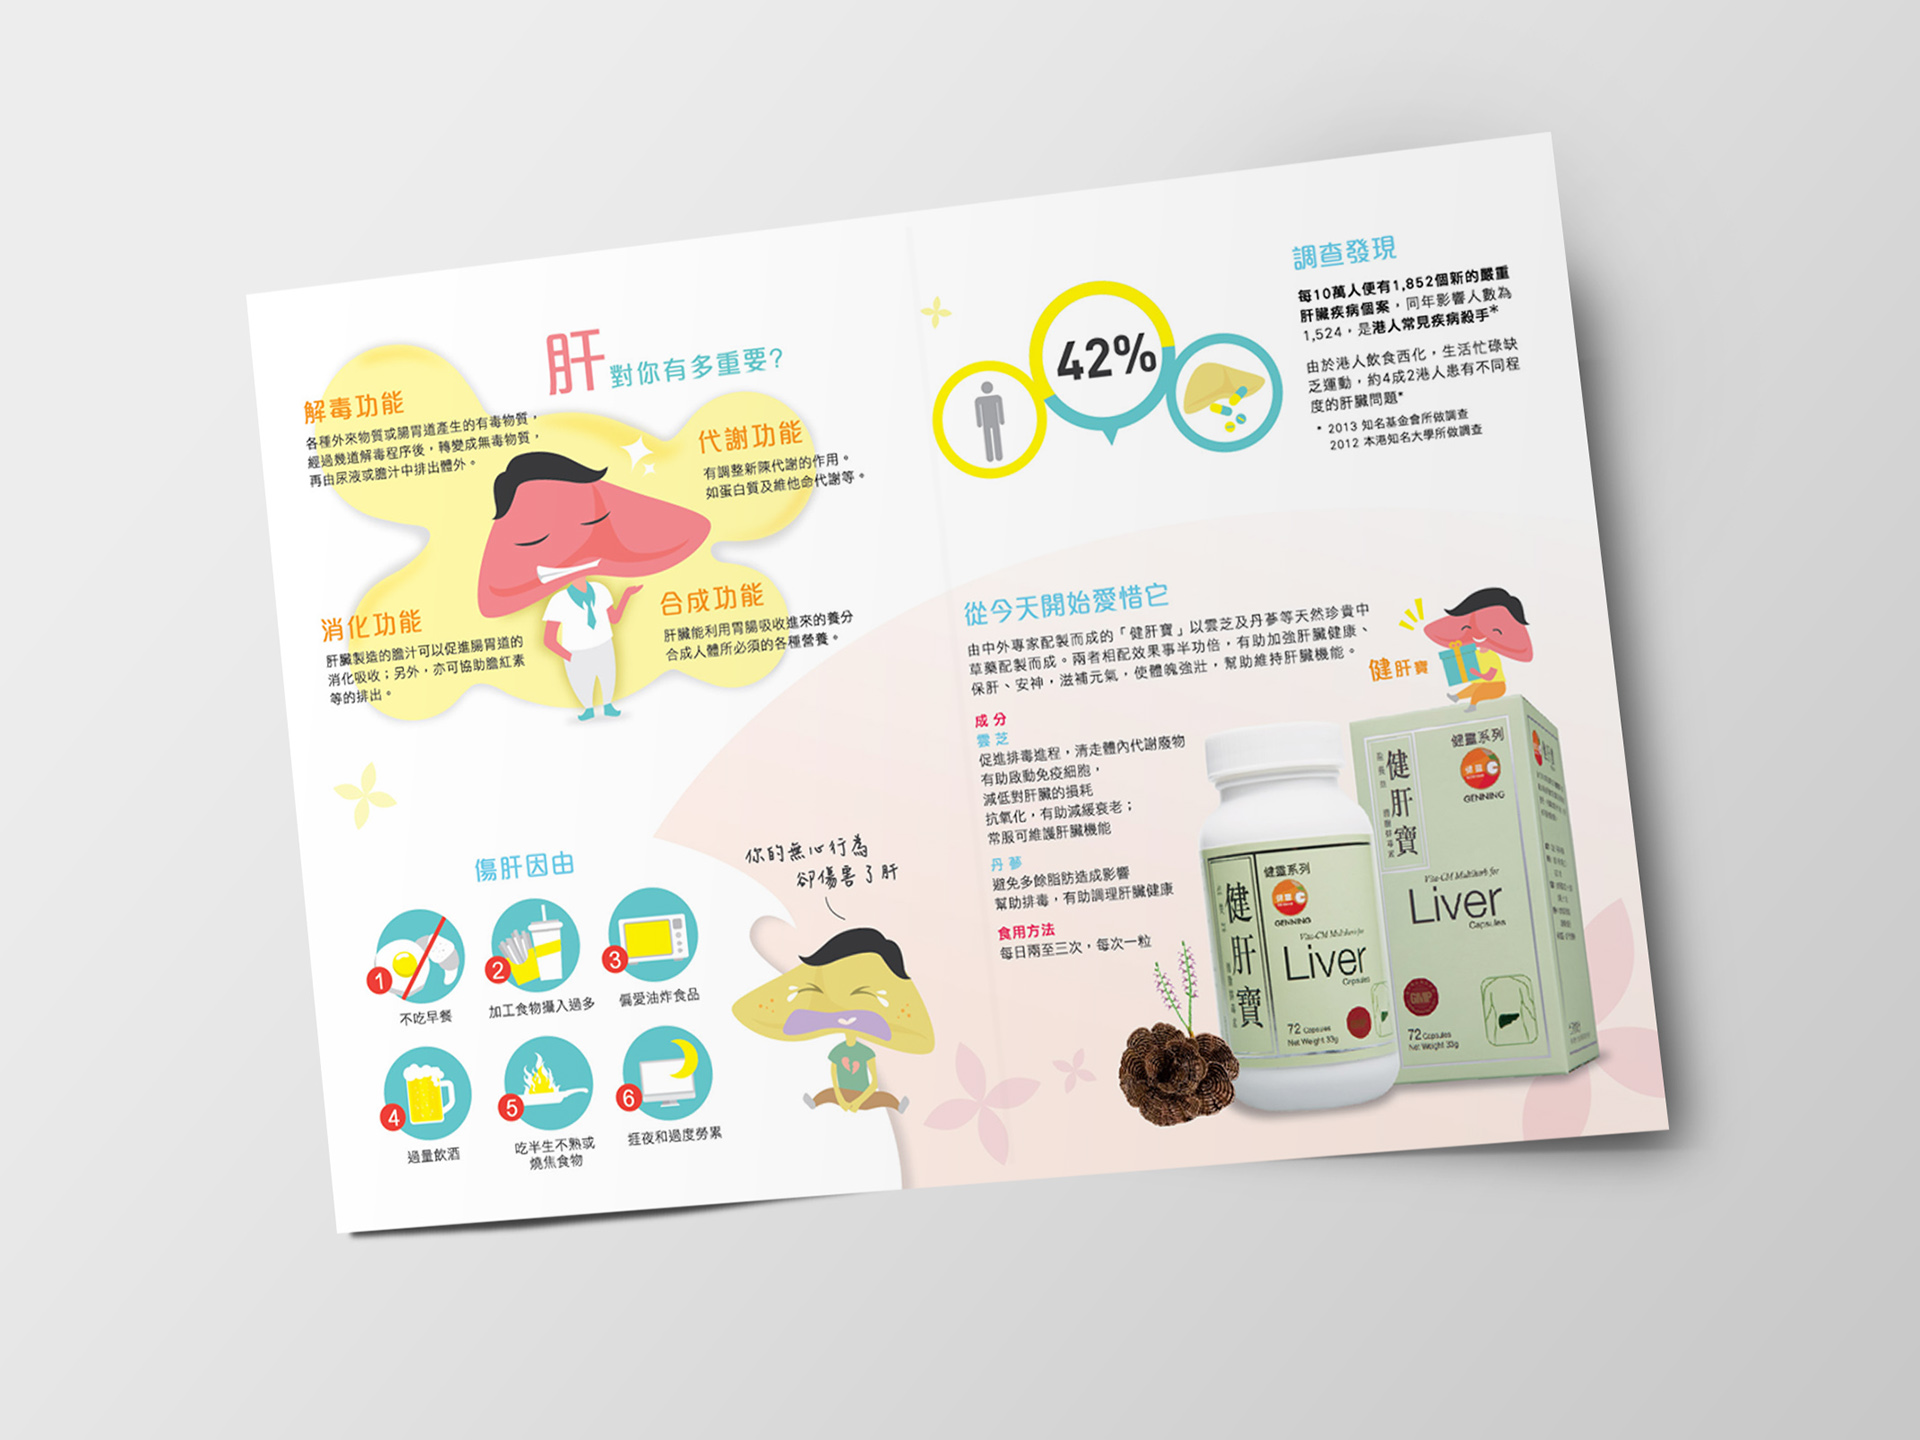 肝對你有多重要?
解毒功能
各種外來物質或腸胃道產生的有毒物質，
經過幾道解毒程序後，轉變成無毒物質，
再由尿液或膽汁中排出體外。
代謝功能
有調整新陳代謝的作用。
如蛋白質及維他命代謝等。
消化功能
肝臟製造的膽汁可以促進腸胃道的
消化吸收；另外，亦可協助膽紅素
等的排出。
合成功能
肝臟能利用胃腸吸收進來的養分
合成人體所必須的各種營養。
傷肝因由
1
不吃早餐
2
加工食物攝入過多
3
偏愛油炸食品
4
過量飲酒
5
吃半生不熟或
燒焦食物
6
捱夜和過度勞累
你的無心行為
卻傷害了肝
42%
調查發現
每10萬人便有1,852個新的嚴重
肝臟疾病個案，同年影響人數為
1,524，是港人常見疾病殺手*
由於港人飲食西化，生活忙碌缺
乏運動，約4成2港人患有不同程
度的肝臟問題*
* 2013 知名基金會所做調查
2012 本港知名大學所做調查
從今天開始愛惜它
由中外專家配製而成的「健肝寶」以雲芝及丹蔘等天然珍貴中
草藥配製而成。兩者相配效果事半功倍，有助加強肝臟健康、
保肝、安神，滋補元氣，使體魄強壯，幫助維持肝臟機能。
成分
雲芝
促進排毒進程，清走體內代謝廢物
有助啟動免疫細胞，
減低對肝臟的損耗
抗氧化，有助減緩衰老；
常服可維護肝臟機能
丹蔘
避免多餘脂肪造成影響
幫助排毒，有助調理肝臟健康
食用方法
每日兩至三次，每次一粒
健肝寶
健肝寶
健靈系列
健靈
GENNING
Vita-CM Multiherb for
Liver
Capsules
72 Capsules
Net Weight 33g
健肝寶
健靈系列
健靈
GENNING
Vita-CM Multiherb for
Liver
Capsules
GMP
72 Capsules
Net Weight 33g